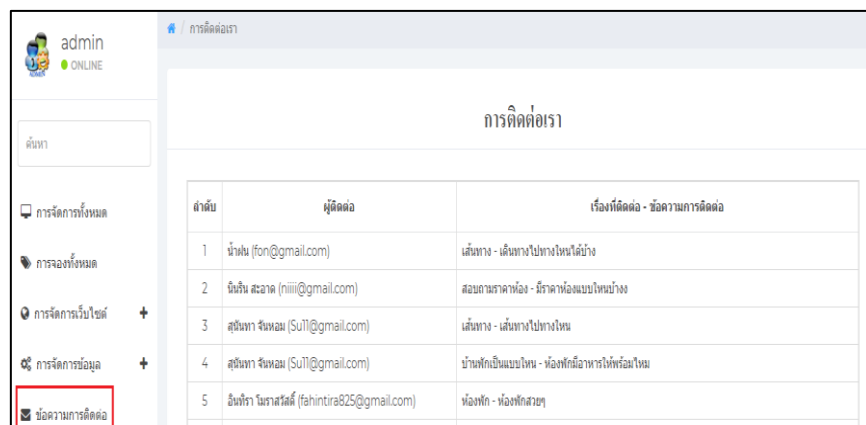 admin
ONLINE
ADMIN
ค้นหา
การจัดการทั้งหมด
การจองทั้งหมด
การจัดการเว็บไซต์ +
การจัดการข้อมูล +
ข้อความการติดต่อ
/ การติดต่อเรา
การติดต่อเรา
ลำดับ ผู้ติดต่อ เรื่องที่ติดต่อ - ข้อความการติดต่อ
1 น้ำฝน (fon@gmail.com) เส้นทาง - เดินทางไปทางไหนได้บ้าง
2 นินริน สะอาด (niiii@gmail.com) สอบถามราคาห้อง - มีราคาห้องแบบไหนบ้างง
3 สุนันทา จันหอม (Su11@gmail.com) เส้นทาง - เส้นทางไปทางไหน
4 สุนันทา จันหอม (Su11@gmail.com) บ้านพักเป็นแบบไหน - ห้องพักมีอาหารให้พร้อมไหม
5 อินทิรา โมราสวัสดิ์ (fahintira825@gmail.com) ห้องพัก - ห้องพักสวยๆ